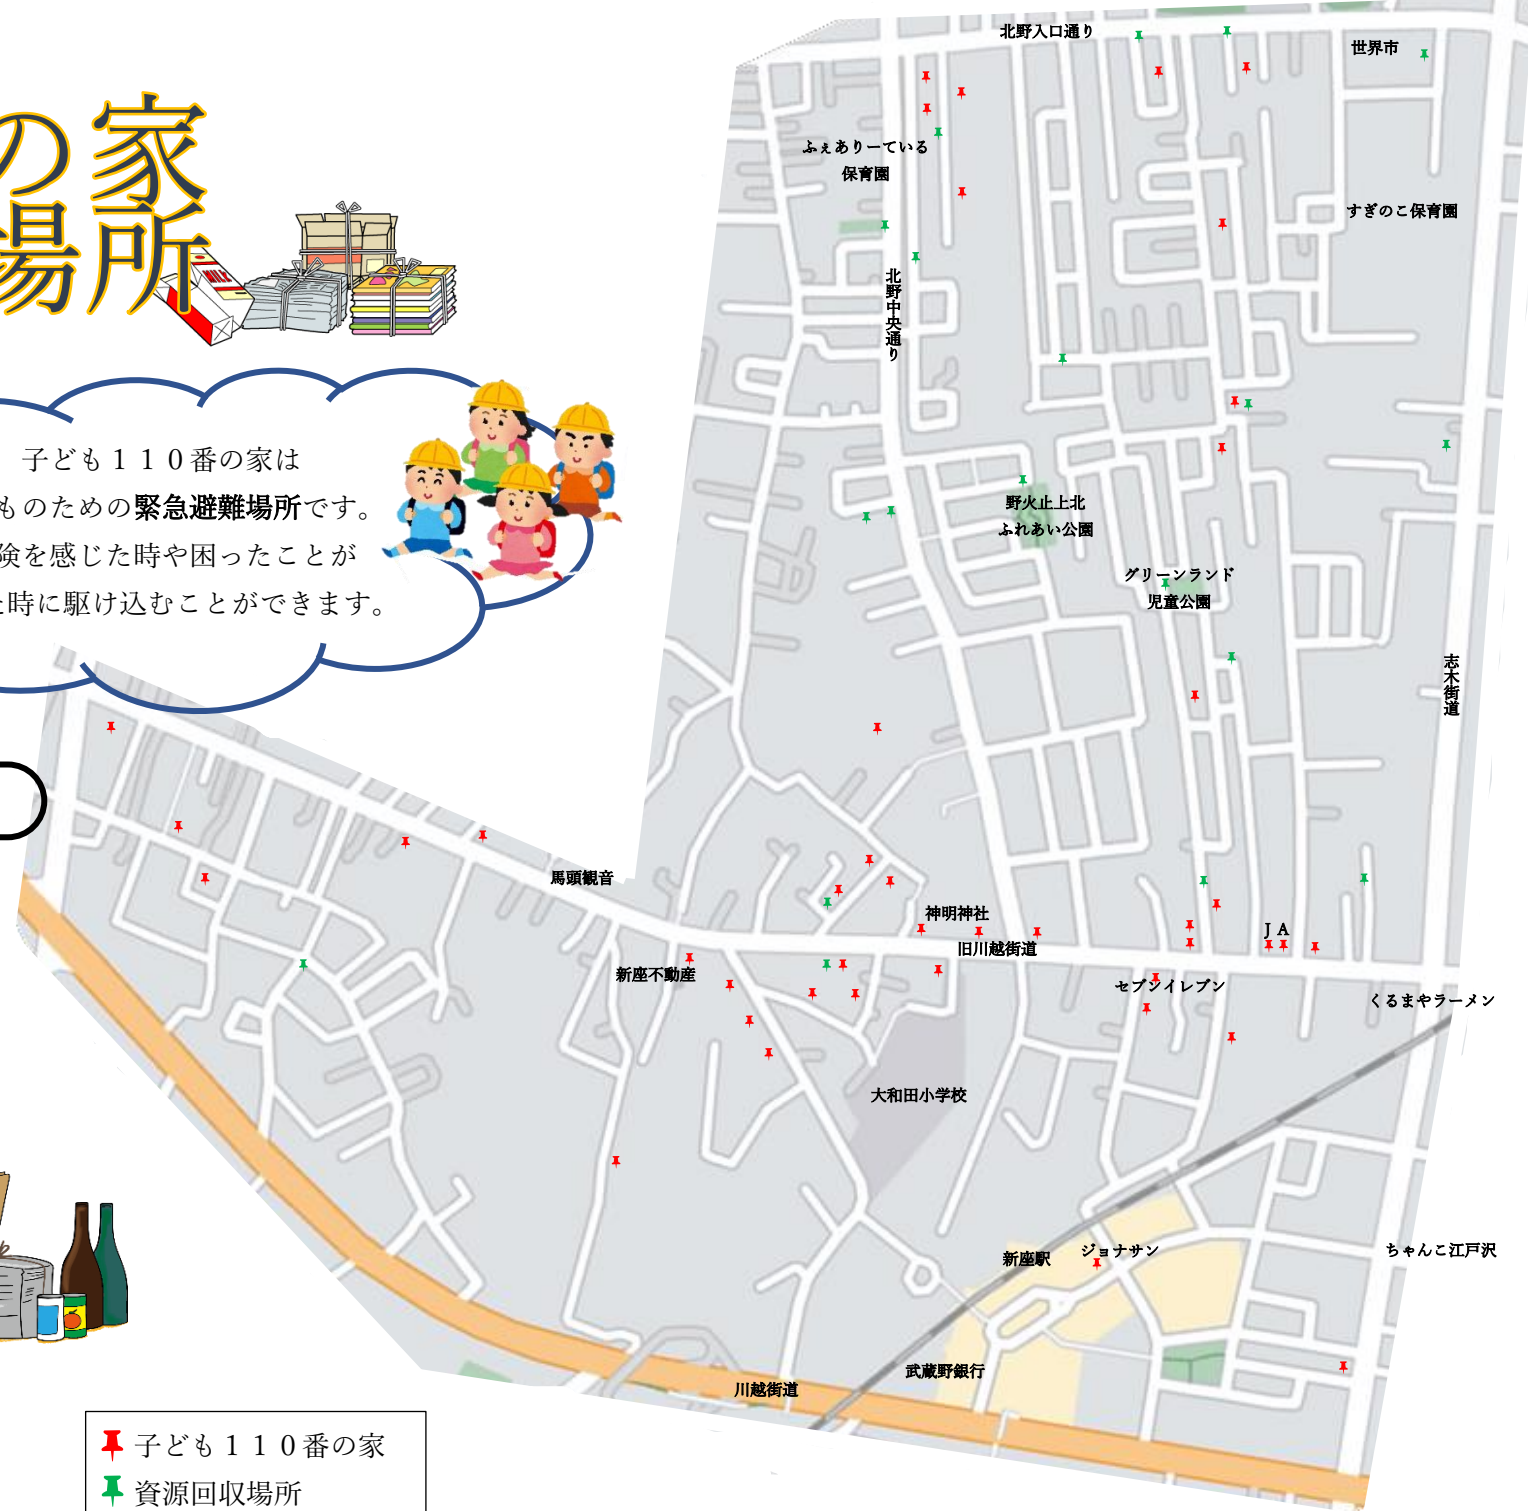 の家
場所
MILK
子ども１１０番の家は
ものための緊急避難場所です。
険を感じた時や困ったことが
た時に駆け込むことができます。
北野入口通り
世界市
ふぇありーている
保育園
すぎのこ保育園
北野中央通り
野火止上北
ふれあい公園
グリーンランド
児童公園
志木街道
馬頭観音
神明神社
旧川越街道
ＪＡ
新座不動産
セブンイレブン
くるまやラーメン
大和田小学校
新座駅
ジョナサン
ちゃんこ江戸沢
武蔵野銀行
川越街道
子ども１１０番の家
資源回収場所